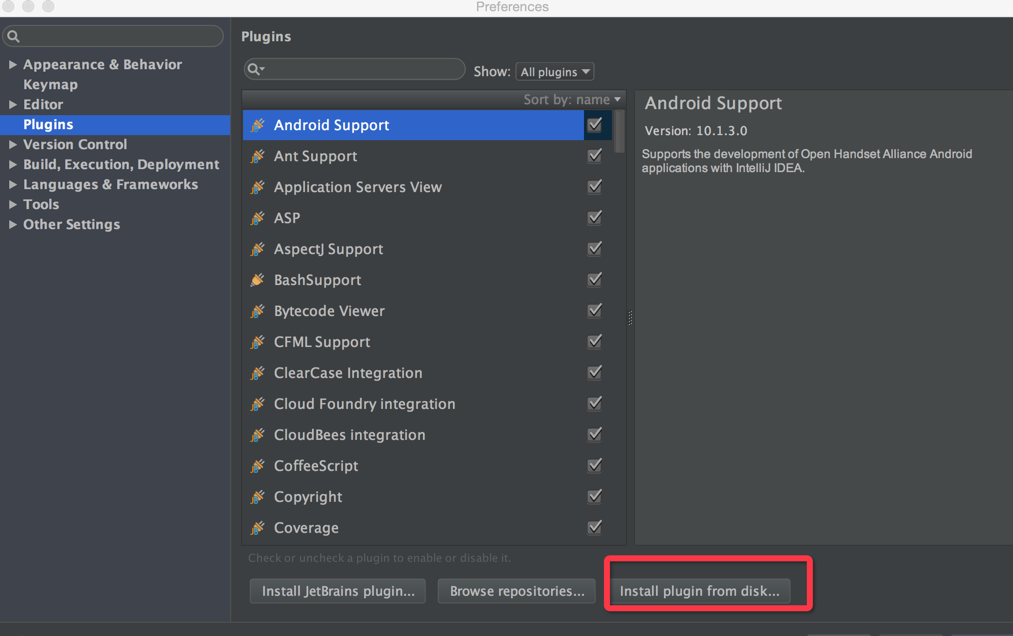 Preferences
Appearance & Behavior
Keymap
Editor
Plugins
Version Control
Build, Execution, Deployment
Languages & Frameworks
Tools
Other Settings
Plugins
Show: All plugins
Sort by: name
Android Support
Ant Support
Application Servers View
ASP
AspectJ Support
BashSupport
Bytecode Viewer
CFML Support
ClearCase Integration
Cloud Foundry integration
CloudBees integration
CoffeeScript
Copyright
Coverage
Check or uncheck a plugin to enable or disable it.
Install JetBrains plugin...
Browse repositories...
Install plugin from disk...
Android Support
Version: 10.1.3.0
Supports the development of Open Handset Alliance Android
applications with IntelliJ IDEA.